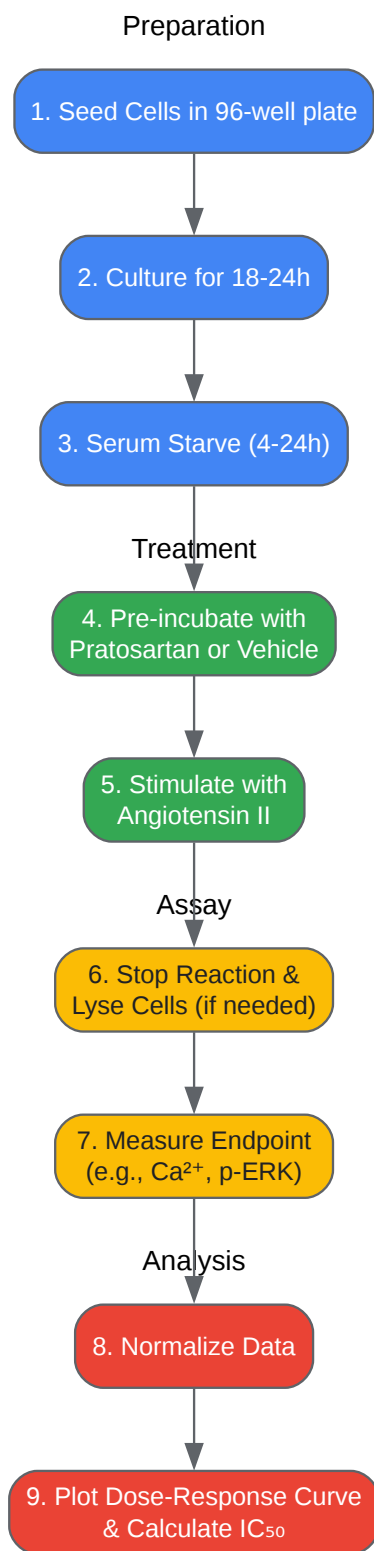 Preparation
1. Seed Cells in 96-well plate
2. Culture for 18-24h
3. Serum Starve (4-24h)
Treatment
4. Pre-incubate with
Pratosartan or Vehicle
5. Stimulate with
Angiotensin II
Assay
6. Stop Reaction &
Lyse Cells (if needed)
7. Measure Endpoint
(e.g., Ca²⁺, p-ERK)
Analysis
8. Normalize Data
9. Plot Dose-Response Curve
& Calculate IC₅₀